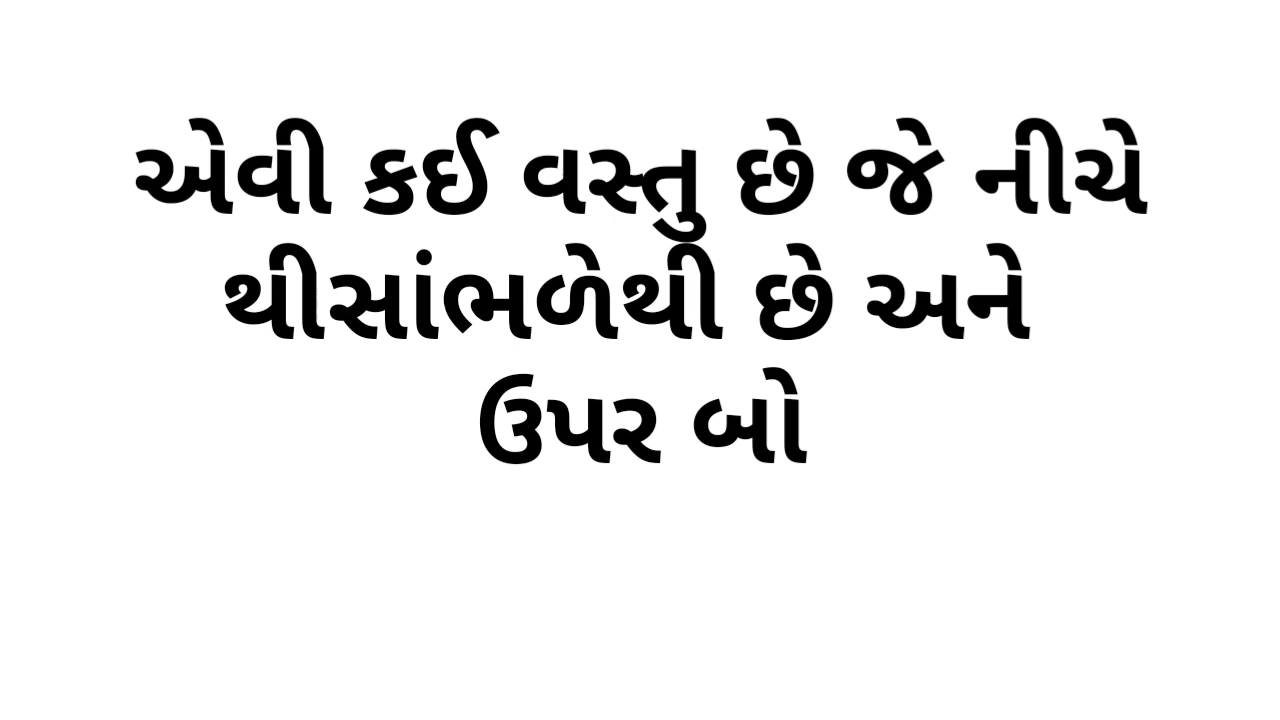 એવી કઈ વસ્તુ છે જે નીચે
થીસાંભળેથી છે અને
ઉપર બો